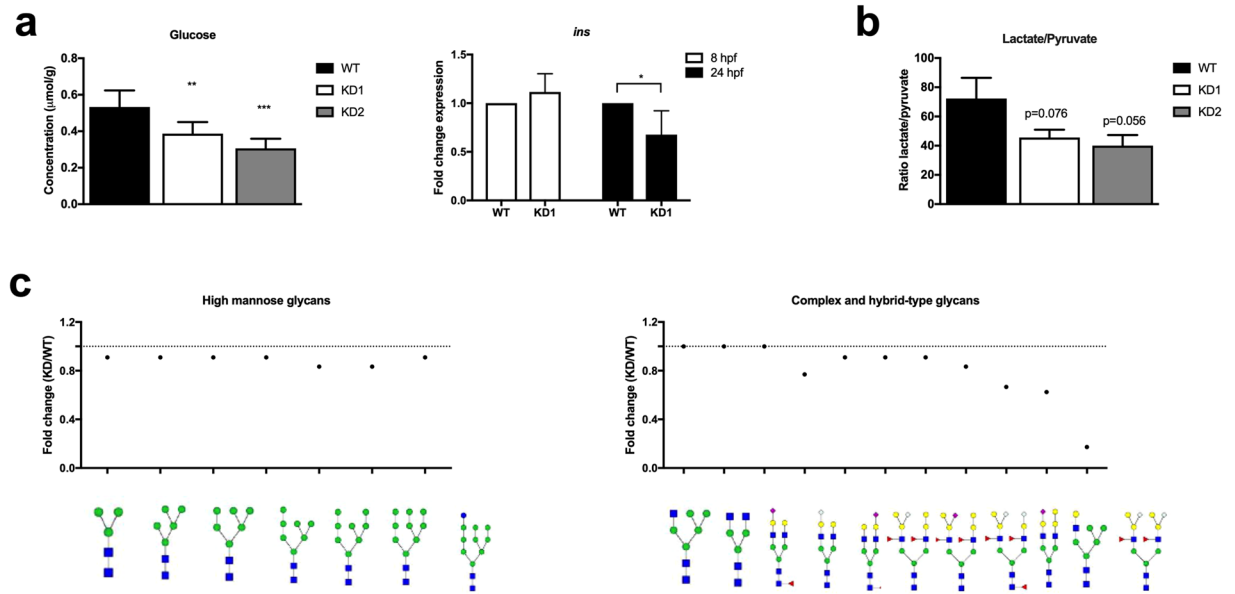 a
Glucose
Concentration (μmol/g)
0.8
0.6
0.4
0.2
0.0
**
***
WT
KD1
KD2
ins
Fold change expression
1.5
1.0
0.5
0.0
*
WT
KD1
WT
KD1
8 hpf
24 hpf
b
Lactate/Pyruvate
Ratio lactate/pyruvate
100
80
60
40
20
0
p=0.076
p=0.056
WT
KD1
KD2
c
High mannose glycans
Fold change (KD/WT)
1.2
0.8
0.4
0.0
Complex and hybrid-type glycans
Fold change (KD/WT)
1.2
0.8
0.4
0.0